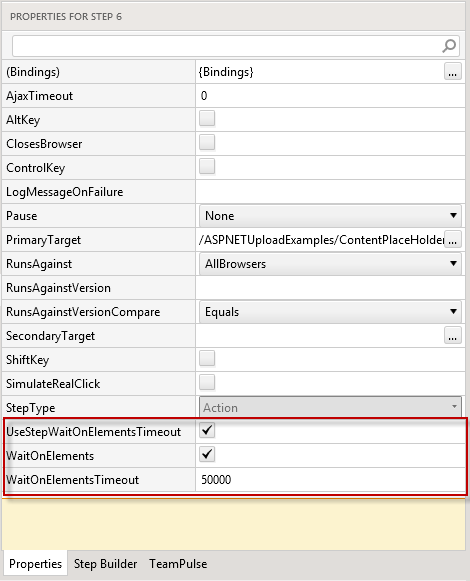 PROPERTIES FOR STEP 6
(Bindings) {Bindings} ...
AjaxTimeout 0
AltKey
ClosesBrowser
ControlKey
LogMessageOnFailure
Pause None
PrimaryTarget /ASPNETUploadExamples/ContentPlaceHolder ...
RunsAgainst AllBrowsers
RunsAgainstVersion
RunsAgainstVersionCompare Equals
SecondaryTarget ...
ShiftKey
SimulateRealClick
StepType Action
UseStepWaitOnElementsTimeout
WaitOnElements
WaitOnElementsTimeout 50000
Properties Step Builder TeamPulse